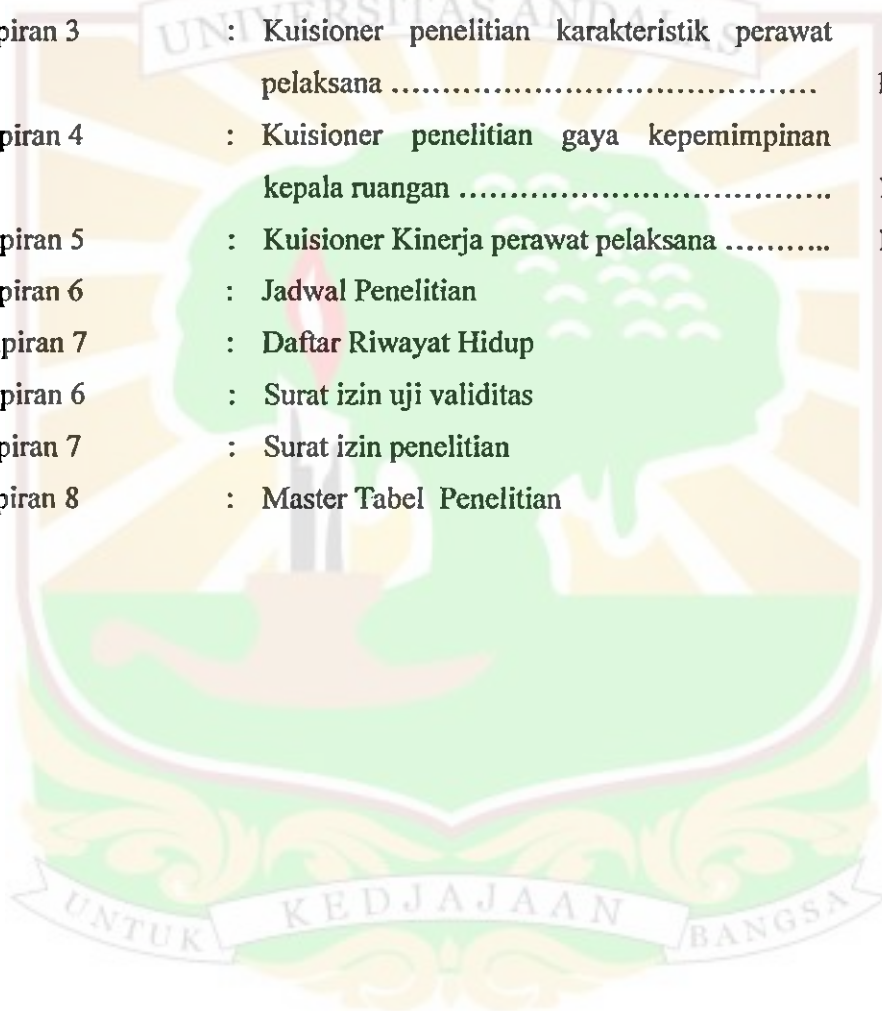 UNIVERSITAS ANDALAS
piran 3 : Kuisioner penelitian karakteristik perawat
pelaksana ............................................
piran 4 : Kuisioner penelitian gaya kepemimpinan
kepala ruangan ......................................
piran 5 : Kuisioner Kinerja perawat pelaksana ...........
piran 6 : Jadwal Penelitian
piran 7 : Daftar Riwayat Hidup
piran 6 : Surat izin uji validitas
piran 7 : Surat izin penelitian
piran 8 : Master Tabel Penelitian
UNTUK KEDJAJAAN BANGSA